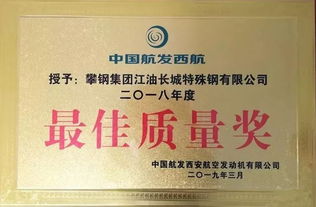 中国航发西航
授予：攀钢集团江油长城特殊钢有限公司
二〇一八年度
最佳质量奖
中国航发西安航空发动机有限公司
二〇一九年三月